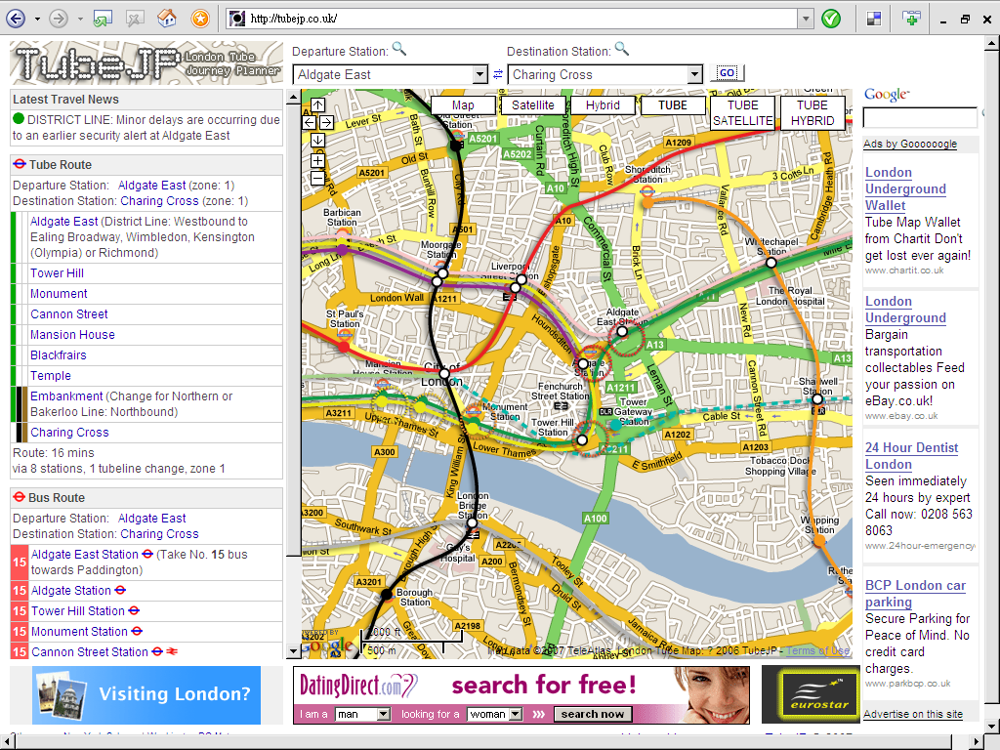 http://tubejp.co.uk/
TubeJP London Tube
Journey Planner
Departure Station:
Destination Station:
Aldgate East
Charing Cross
GO
Latest Travel News
DISTRICT LINE: Minor delays are occurring due
to an earlier security alert at Aldgate East
Tube Route
Departure Station: Aldgate East (zone: 1)
Destination Station: Charing Cross (zone: 1)
Aldgate East (District Line: Westbound to
Ealing Broadway, Wimbledon, Kensington
(Olympia) or Richmond)
Tower Hill
Monument
Cannon Street
Mansion House
Blackfriars
Temple
Embankment (Change for Northern or
Bakerloo Line: Northbound)
Charing Cross
Route: 16 mins
via 8 stations, 1 tubeline change, zone 1
Bus Route
Departure Station: Aldgate East
Destination Station: Charing Cross
15 Aldgate East Station (Take No. 15 bus
towards Paddington)
15 Aldgate Station
15 Tower Hill Station
15 Monument Station
15 Cannon Street Station
Visiting London?
Map
Satellite
Hybrid
TUBE
TUBE
SATELLITE
TUBE
HYBRID
Lever St
Bath St
Old St
A5201
A5201
A5202
Bunhill Row
City Rd
A501
Curtain Rd
Shoreditch High St
A10
A10
Club Row
A1209
3 Colts Ln
Shoreditch
Station
Vallance Rd
Cambridge Heath Rd
Barbican
Station
Moorgate
Station
Liverpool
Street Station
Commercial St
Brick Ln
Whitechapel
Station
The Royal
London Hospital
London Wall
A1211
St Paul's
Station
Houndsditch
Aldgate
East Station
A11
A13
A13
New Rd
Mansion
House Station
City of
London
Aldgate
Station
Fenchurch
Street Station
A1211
Leman St
Cannon Street Rd
Shadwell
Station
A3211
Upper Thames St
Monument
Station
Tower Hill
Station
Tower
Gateway
Station
DLR
Cable St
A1202
A1203
A3211
Lower Thames St
E Smithfield
A300
King William St
Tobacco Dock
Shopping Village
A3200
Southwark St
London
Bridge
Station
A100
Wapping
Station
Guy's
Hospital
A200
Tooley St
Druid St
Bermondsey St
A3201
Borough High St
Borough
Station
A2198
Jamaica Rd
A3202
2000 ft
500 m
Google
Map data ©2007 TeleAtlas, London Tube Map: ? 2006 TubeJP - Terms of Use
DatingDirect.com
search for free!
I am a
man
looking for a
woman
search now
eurostar
Google
Ads by Goooooogle
London
Underground
Wallet
Tube Map Wallet
from Chartit Don't
get lost ever again!
www.chartit.co.uk
London
Underground
Bargain
transportation
collectables Feed
your passion on
eBay.co.uk!
www.ebay.co.uk
24 Hour Dentist
London
Seen immediately
24 hours by expert
Call now: 0208 563
8063
www.24hour-emergency
BCP London car
parking
Secure Parking for
Peace of Mind. No
credit card
charges.
www.parkbcp.co.uk
Advertise on this site